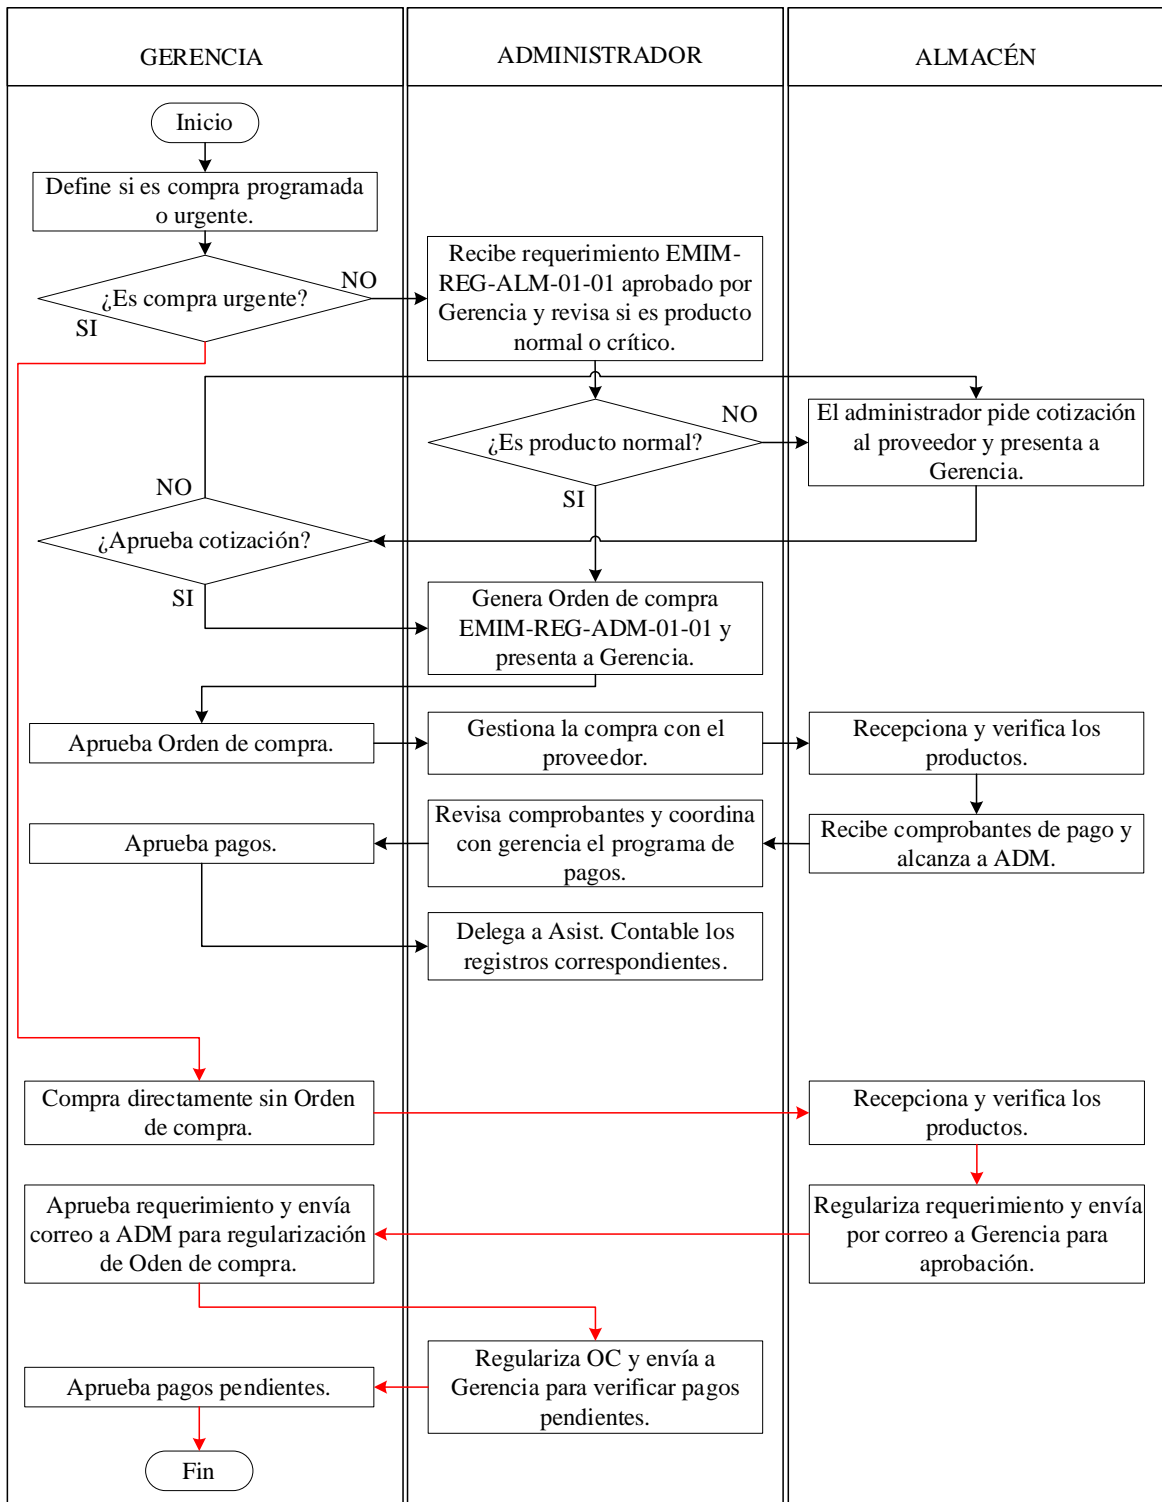 GERENCIA
ADMINISTRADOR
ALMACÉN
Inicio
Define si es compra programada
o urgente.
¿Es compra urgente?
NO
SI
Recibe requerimiento EMIM-
REG-ALM-01-01 aprobado por
Gerencia y revisa si es producto
normal o crítico.
¿Es producto normal?
NO
SI
El administrador pide cotización
al proveedor y presenta a
Gerencia.
NO
¿Aprueba cotización?
SI
Genera Orden de compra
EMIM-REG-ADM-01-01 y
presenta a Gerencia.
Aprueba Orden de compra.
Gestiona la compra con el
proveedor.
Recepciona y verifica los
productos.
Recibe comprobantes de pago y
alcanza a ADM.
Revisa comprobantes y coordina
con gerencia el programa de
pagos.
Aprueba pagos.
Delega a Asist. Contable los
registros correspondientes.
Compra directamente sin Orden
de compra.
Recepciona y verifica los
productos.
Regulariza requerimiento y envía
por correo a Gerencia para
aprobación.
Aprueba requerimiento y envía
correo a ADM para regularización
de Oden de compra.
Regulariza OC y envía a
Gerencia para verificar pagos
pendientes.
Aprueba pagos pendientes.
Fin